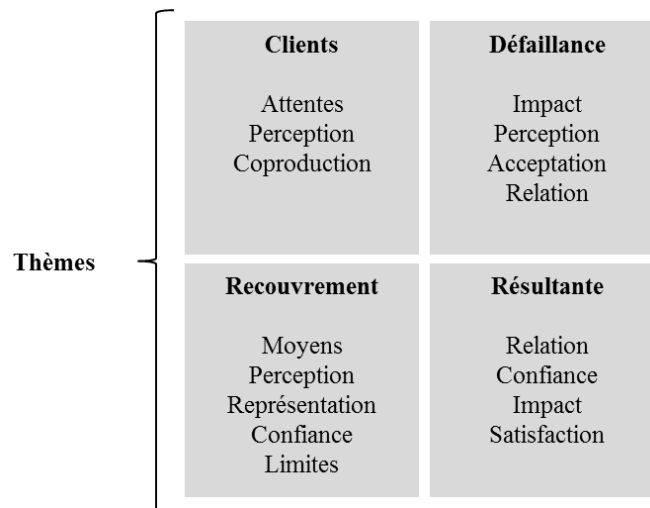 Thèmes
Clients
Attentes
Perception
Coproduction
Défaillance
Impact
Perception
Acceptation
Relation
Recouvrement
Moyens
Perception
Représentation
Confiance
Limites
Résultante
Relation
Confiance
Impact
Satisfaction